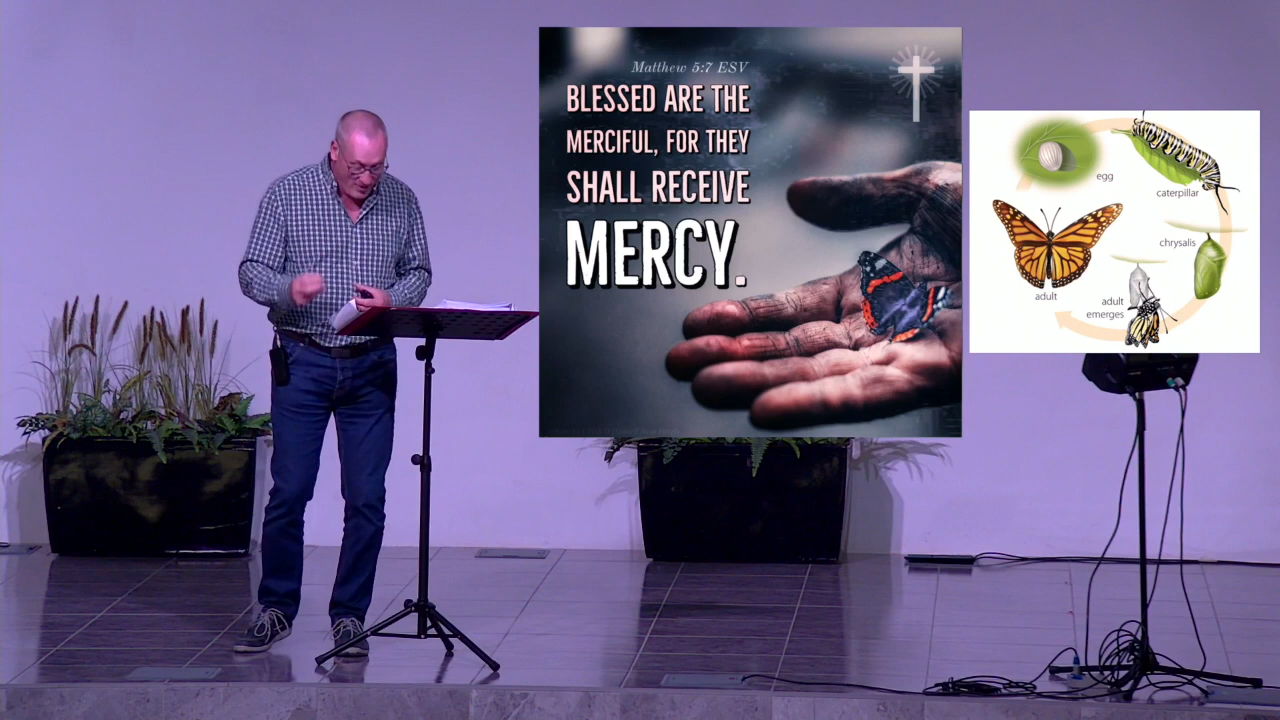 Matthew 5:7 ESV
BLESSED ARE THE
MERCIFUL, FOR THEY
SHALL RECEIVE
MERCY.
egg
caterpillar
chrysalis
adult
emerges
adult